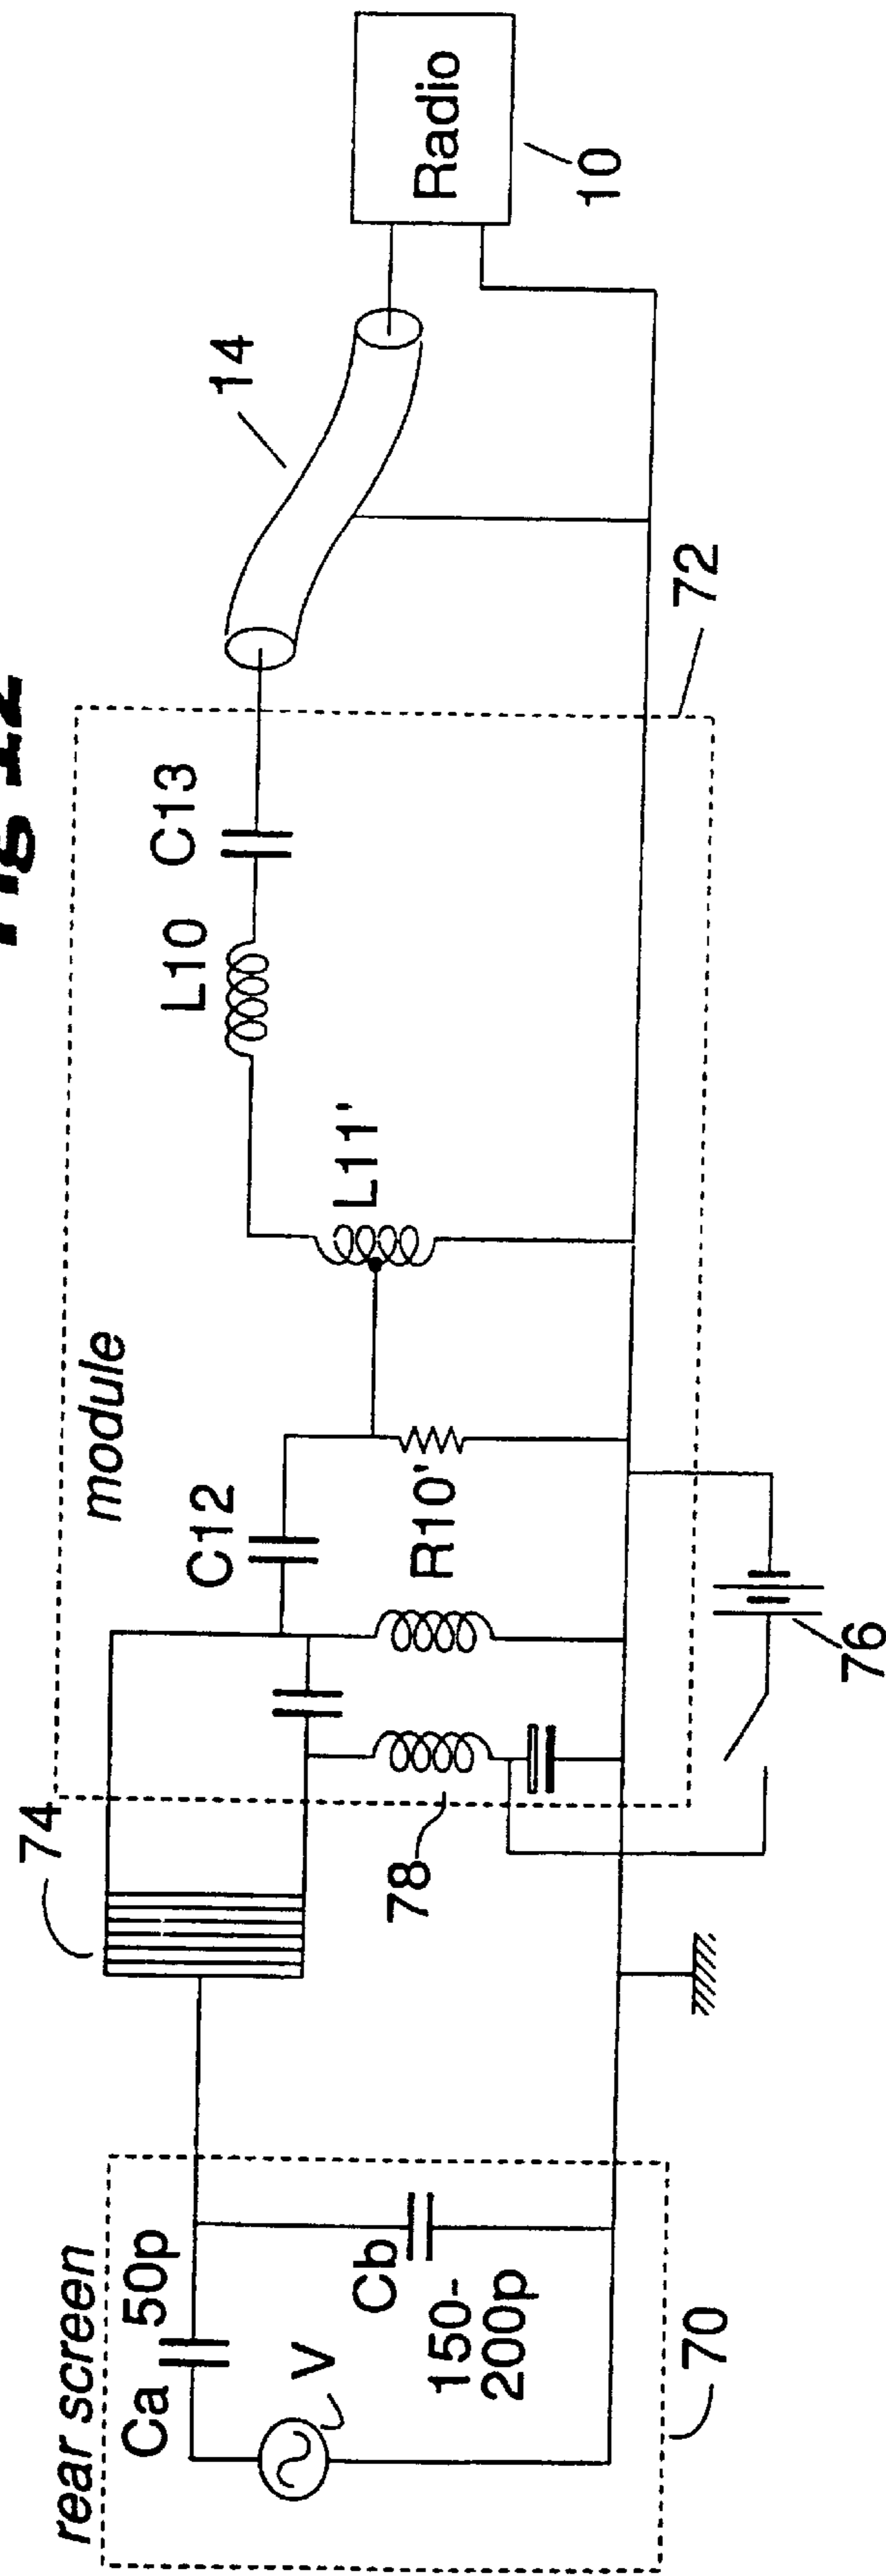 rear screen
Ca
50p
V
Cb
150-
200p
70
74
module
C12
R10'
78
76
L11'
L10
C13
72
14
Radio
10